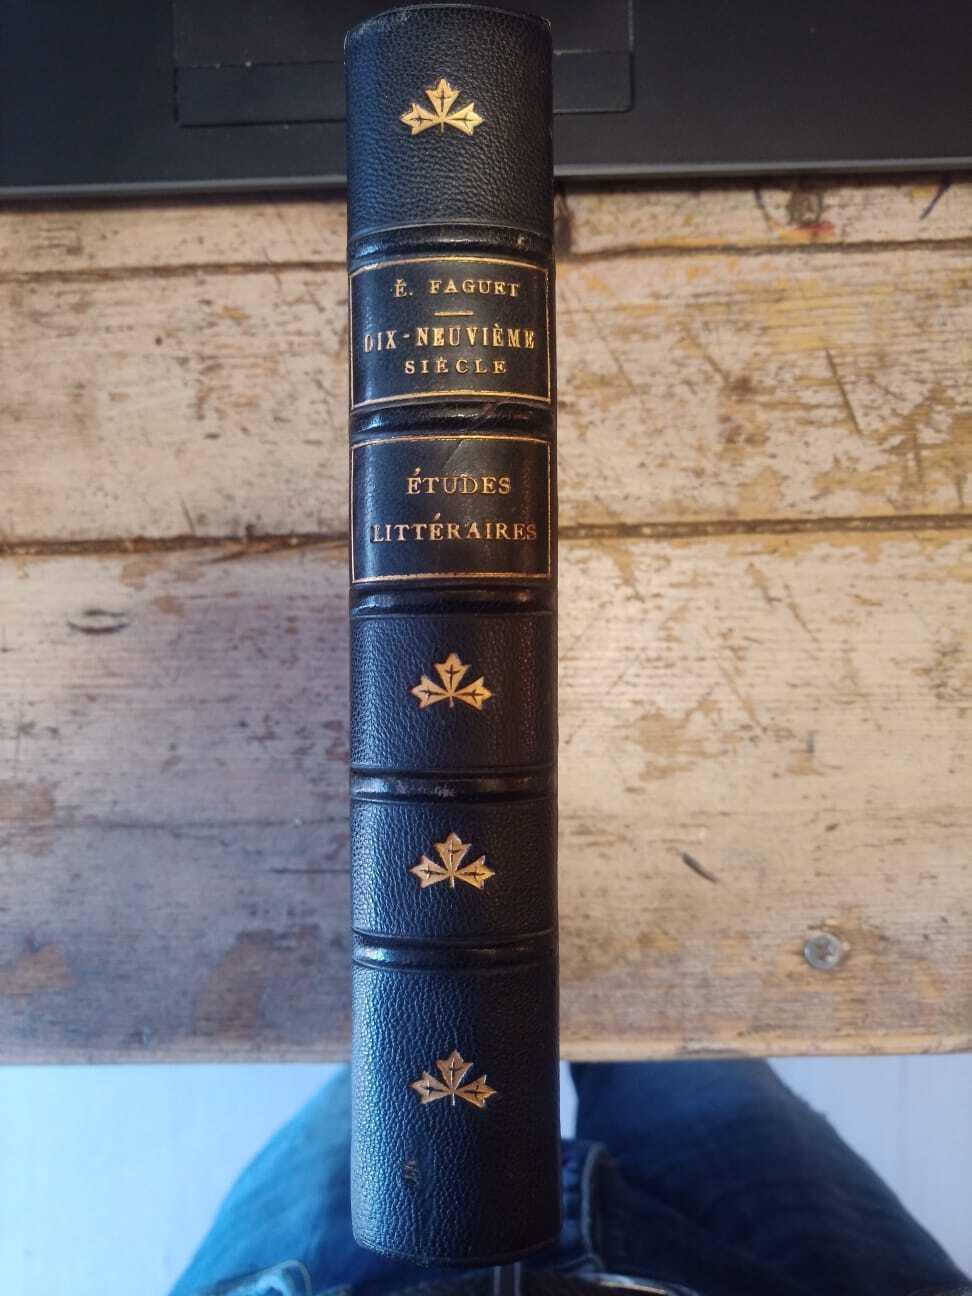 É. FAGUET
DIX-NEUVIÈME
SIÈCLE
ÉTUDES
LITTÉRAIRES